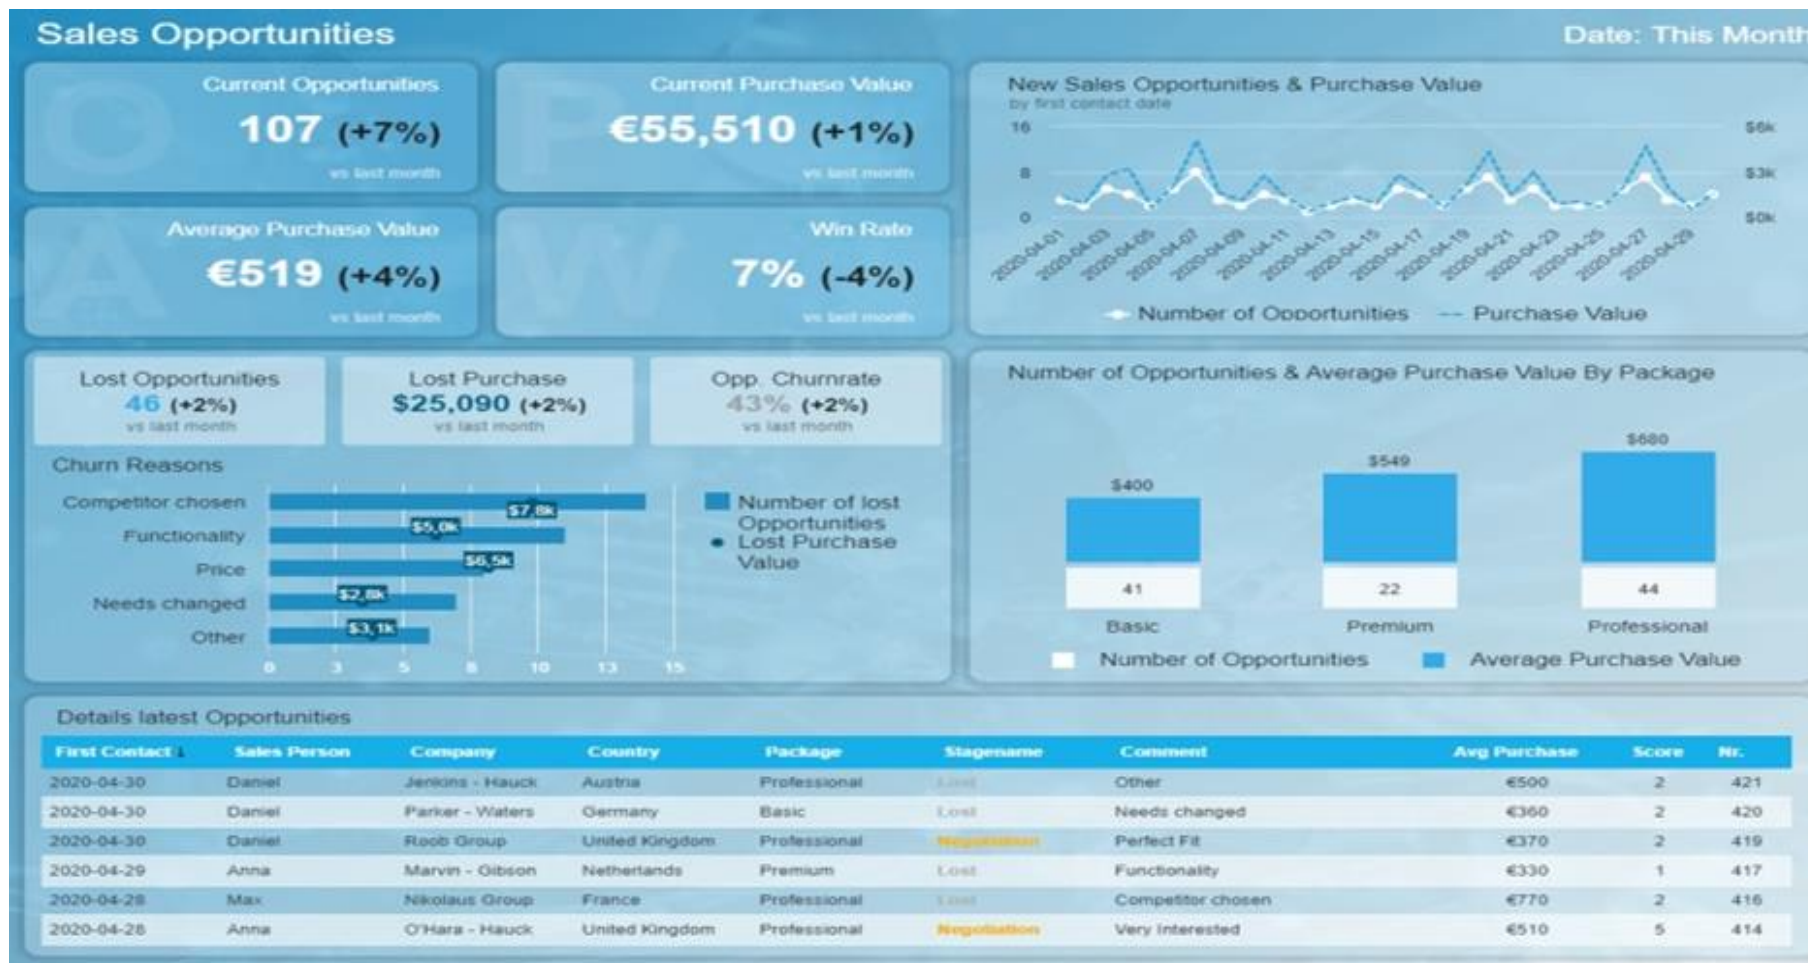 Sales Opportunities
Date: This Month
Current Opportunities
107 (+7%)
vs last month
Current Purchase Value
€55,510 (+1%)
vs last month
Average Purchase Value
€519 (+4%)
vs last month
Win Rate
7% (-4%)
vs last month
New Sales Opportunities & Purchase Value
by first contact date
16
8
0
$6k
$3k
$0k
2020-04-01
2020-04-03
2020-04-05
2020-04-07
2020-04-09
2020-04-11
2020-04-13
2020-04-15
2020-04-17
2020-04-19
2020-04-21
2020-04-23
2020-04-25
2020-04-27
2020-04-29
Number of Opportunities
Purchase Value
Lost Opportunities
46 (+2%)
vs last month
Lost Purchase
$25,090 (+2%)
vs last month
Opp. Churnrate
43% (+2%)
vs last month
Churn Reasons
Competitor chosen
Functionality
Price
Needs changed
Other
$7,8k
$5,0k
$6,5k
$2,8k
$3,1k
0 3 5 8 10 13 15
Number of lost
Opportunities
Lost Purchase
Value
Number of Opportunities & Average Purchase Value By Package
$400
$549
$680
41
22
44
Basic
Premium
Professional
Number of Opportunities
Average Purchase Value
Details latest Opportunities
First Contact ↓ Sales Person Company Country Package Stagename Comment Avg Purchase Score Nr.
2020-04-30 Daniel Jenkins - Hauck Austria Professional Lost Other €500 2 421
2020-04-30 Daniel Parker - Waters Germany Basic Lost Needs changed €360 2 420
2020-04-30 Daniel Roob Group United Kingdom Professional Negotiation Perfect Fit €370 2 419
2020-04-29 Anna Marvin - Gibson Netherlands Premium Lost Functionality €330 1 417
2020-04-28 Max Nikolaus Group France Professional Lost Competitor chosen €770 2 416
2020-04-28 Anna O'Hara - Hauck United Kingdom Professional Negotiation Very Interested €510 5 414
O
P
A
W